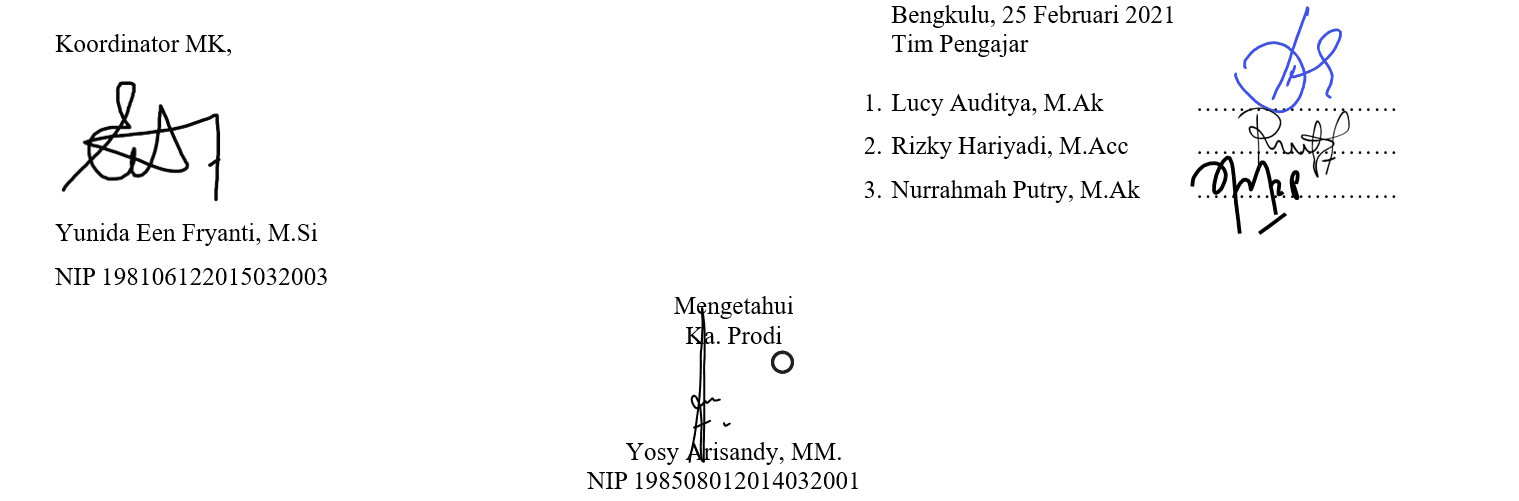 Bengkulu, 25 Februari 2021
Koordinator MK,
Tim Pengajar
1. Lucy Auditya, M.Ak ........................
2. Rizky Hariyadi, M.Acc ........................
3. Nurrahmah Putry, M.Ak ........................
Yunida Een Fryanti, M.Si
NIP 198106122015032003
Mengetahui
Ka. Prodi
Yosy Arisandy, MM.
NIP 198508012014032001